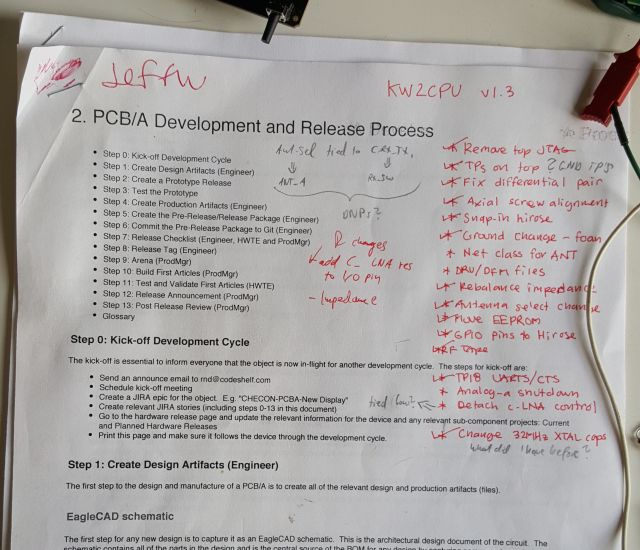 Jeffw
KW2CPU v1.3
2. PCB/A Development and Release Process
• Step 0: Kick-off Development Cycle
• Step 1: Create Design Artifacts (Engineer)
• Step 2: Create a Prototype Release
• Step 3: Test the Prototype
• Step 4: Create Production Artifacts (Engineer)
• Step 5: Create the Pre-Release/Release Package (Engineer)
• Step 6: Commit the Pre-Release Package to Git (Engineer)
• Step 7: Release Checklist (Engineer, HWTE and ProdMgr)
• Step 8: Release Tag (Engineer)
• Step 9: Arena (ProdMgr)
• Step 10: Build First Articles (ProdMgr)
• Step 11: Test and Validate First Articles (HWTE)
• Step 12: Release Announcement (ProdMgr)
• Step 13: Post Release Review (ProdMgr)
• Glossary
Ant-sel tied to
ANT-A
Rx-sw
DNPs?
R changes
add C-LNA res
to I/O pin
- Impedance
* Remove top JTAG
* TPs on top ? GND TP's
* Fix differential pair
* Axial screw alignment
* Snap-in hirose
* Ground change - foam
* Net class for ANT
* DRU/DFM files
* Rebalance impedance
* Antenna select change
* Move EEPROM
* GPIO pins to Hirose
* RF Tape
* TP18 UARTS/CTS
* Analog-a shutdown
tied low? * Detach c-LNA control
* Change 32MHz XTAL caps
what did I have before?
Step 0: Kick-off Development Cycle
The kick-off is essential to inform everyone that the object is now in-flight for another development cycle. The steps for kick-off are:
• Send an announce email to rnd@codeshelf.com
• Schedule kick-off meeting
• Create a JIRA epic for the object. E.g. "CHECON-PCBA-New Display"
• Create relevant JIRA stories (including steps 0-13 in this document)
• Go to the hardware release page and update the relevant information for the device and any relevant sub-component projects: Current
and Planned Hardware Releases
• Print this page and make sure it follows the device through the development cycle.
Step 1: Create Design Artifacts (Engineer)
The first step to the design and manufacture of a PCB/A is to create all of the relevant design and production artifacts (files).
EagleCAD schematic
The first step for any new design is to capture it as an EagleCAD schematic. This is the architectural design document of the circuit. The
schematic contains all of the parts in the design and is the central source of the BOM for any design